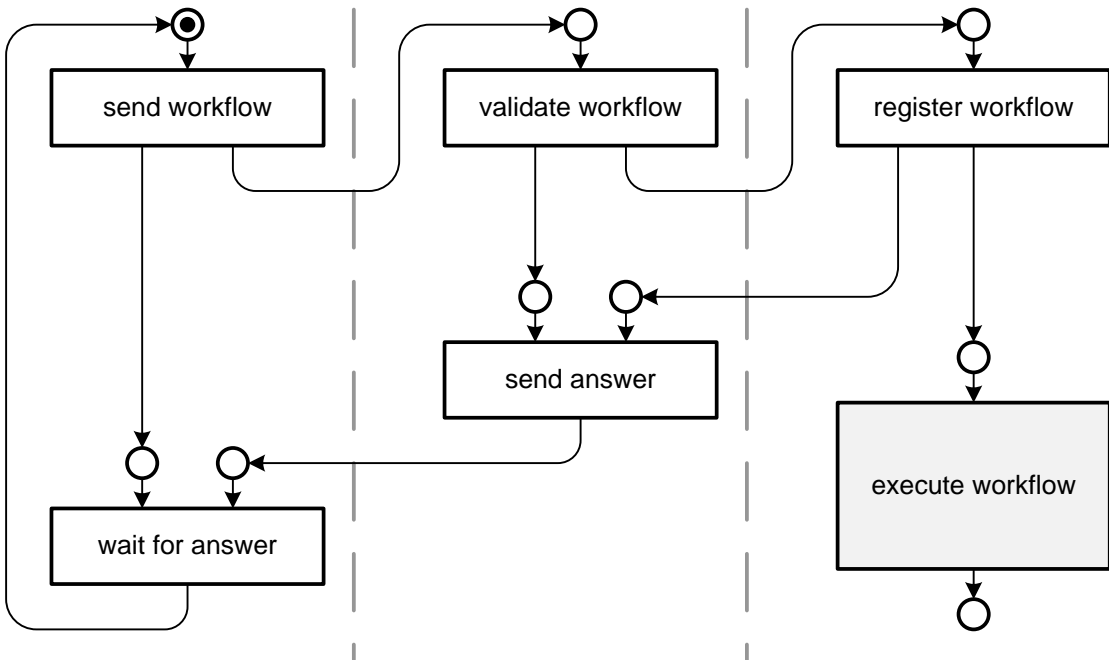 send workflow
validate workflow
register workflow
send answer
execute workflow
wait for answer